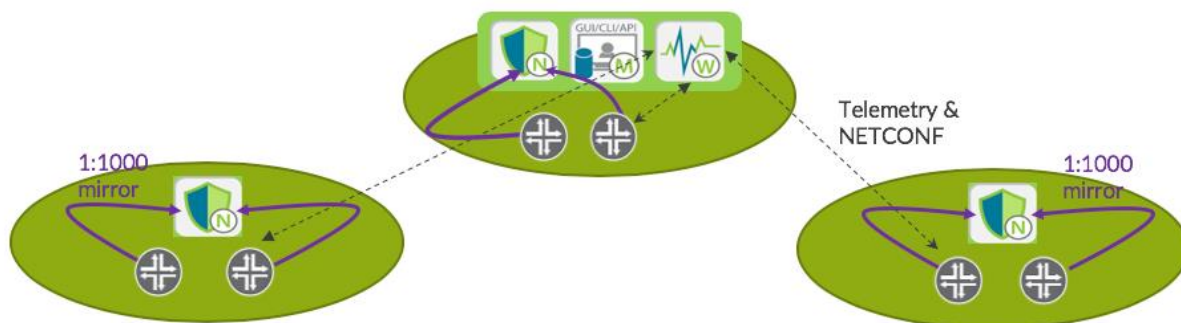 GUI/CLI/API
N
M
W
Telemetry &
NETCONF
1:1000
mirror
N
1:1000
mirror
N